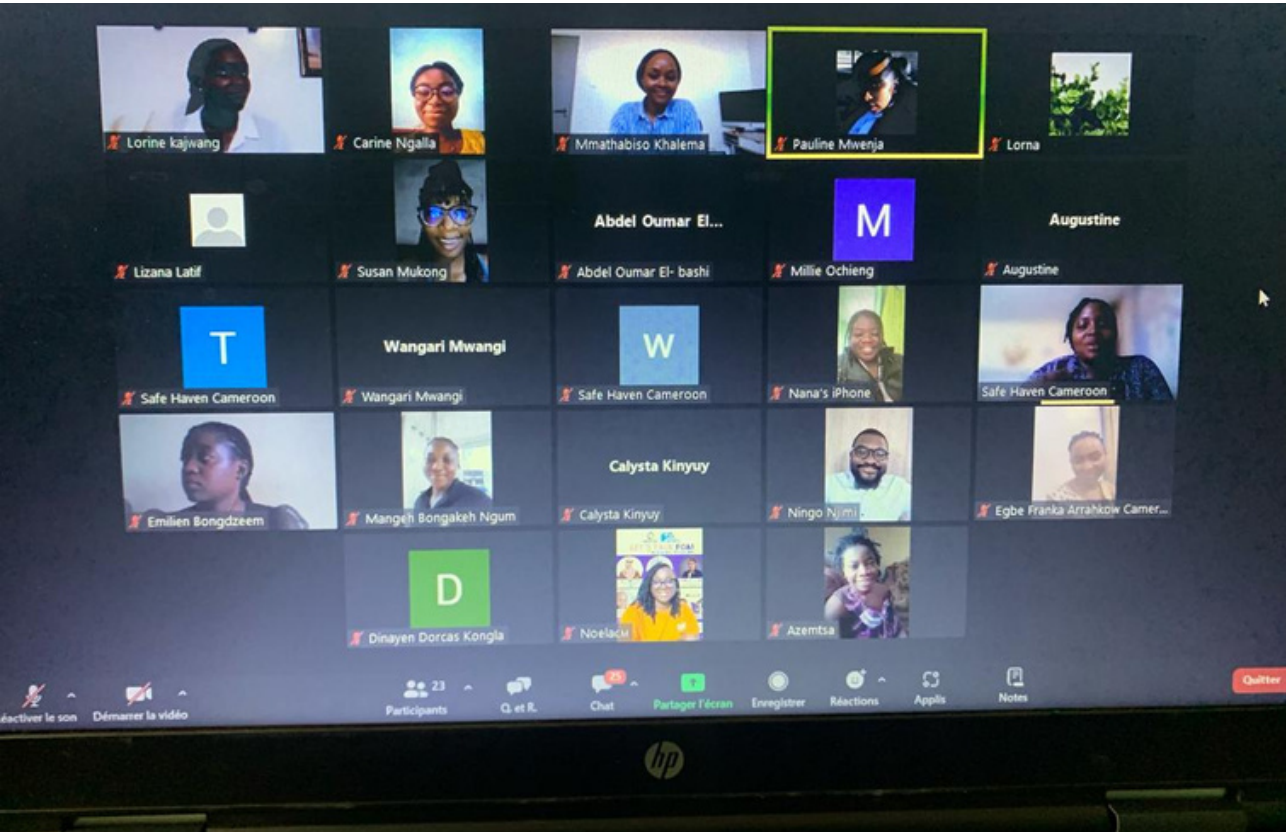 Lorine kajwang
Carine Ngalla
Mmathabiso Khalema
Pauline Mwenja
Lorna
Lizana Latif
Susan Mukong
Abdel Oumar El...
Abdel Oumar El- bashi
M
Millie Ochieng
Augustine
Augustine
T
Safe Haven Cameroon
Wangari Mwangi
Wangari Mwangi
W
Safe Haven Cameroon
Nana's iPhone
Safe Haven Cameroon
Emilien Bongdzeem
Mangeh Bongakeh Ngum
Calysta Kinyuy
Calysta Kinyuy
Ningo Njimi
Egbe Franka Arrahkow Camer...
D
Dinayen Dorcas Kongla
Noelacu
Azemtsa
éactiver le son
Démarrer la vidéo
23
Participants
Q. et R.
25
Chat
Partager l'écran
Enregistrer
Réactions
Applis
Notes
Quitter
hp